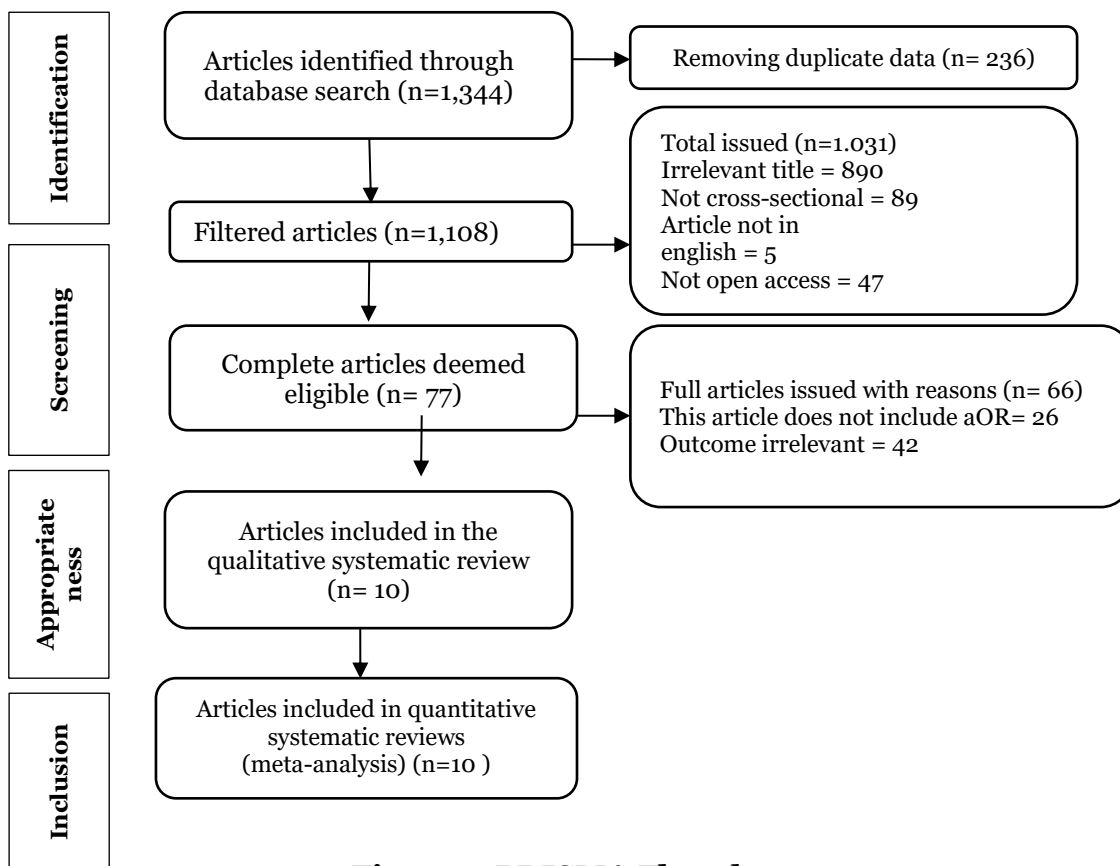 Identification
Articles identified through
database search (n=1,344)
Removing duplicate data (n= 236)
Total issued (n=1.031)
Irrelevant title = 890
Not cross-sectional = 89
Article not in
english = 5
Not open access = 47
Filtered articles (n=1,108)
Screening
Complete articles deemed
eligible (n= 77)
Full articles issued with reasons (n= 66)
This article does not include aOR= 26
Outcome irrelevant = 42
Appropriate
ness
Articles included in the
qualitative systematic review
(n= 10)
Inclusion
Articles included in quantitative
systematic reviews
(meta-analysis) (n=10 )